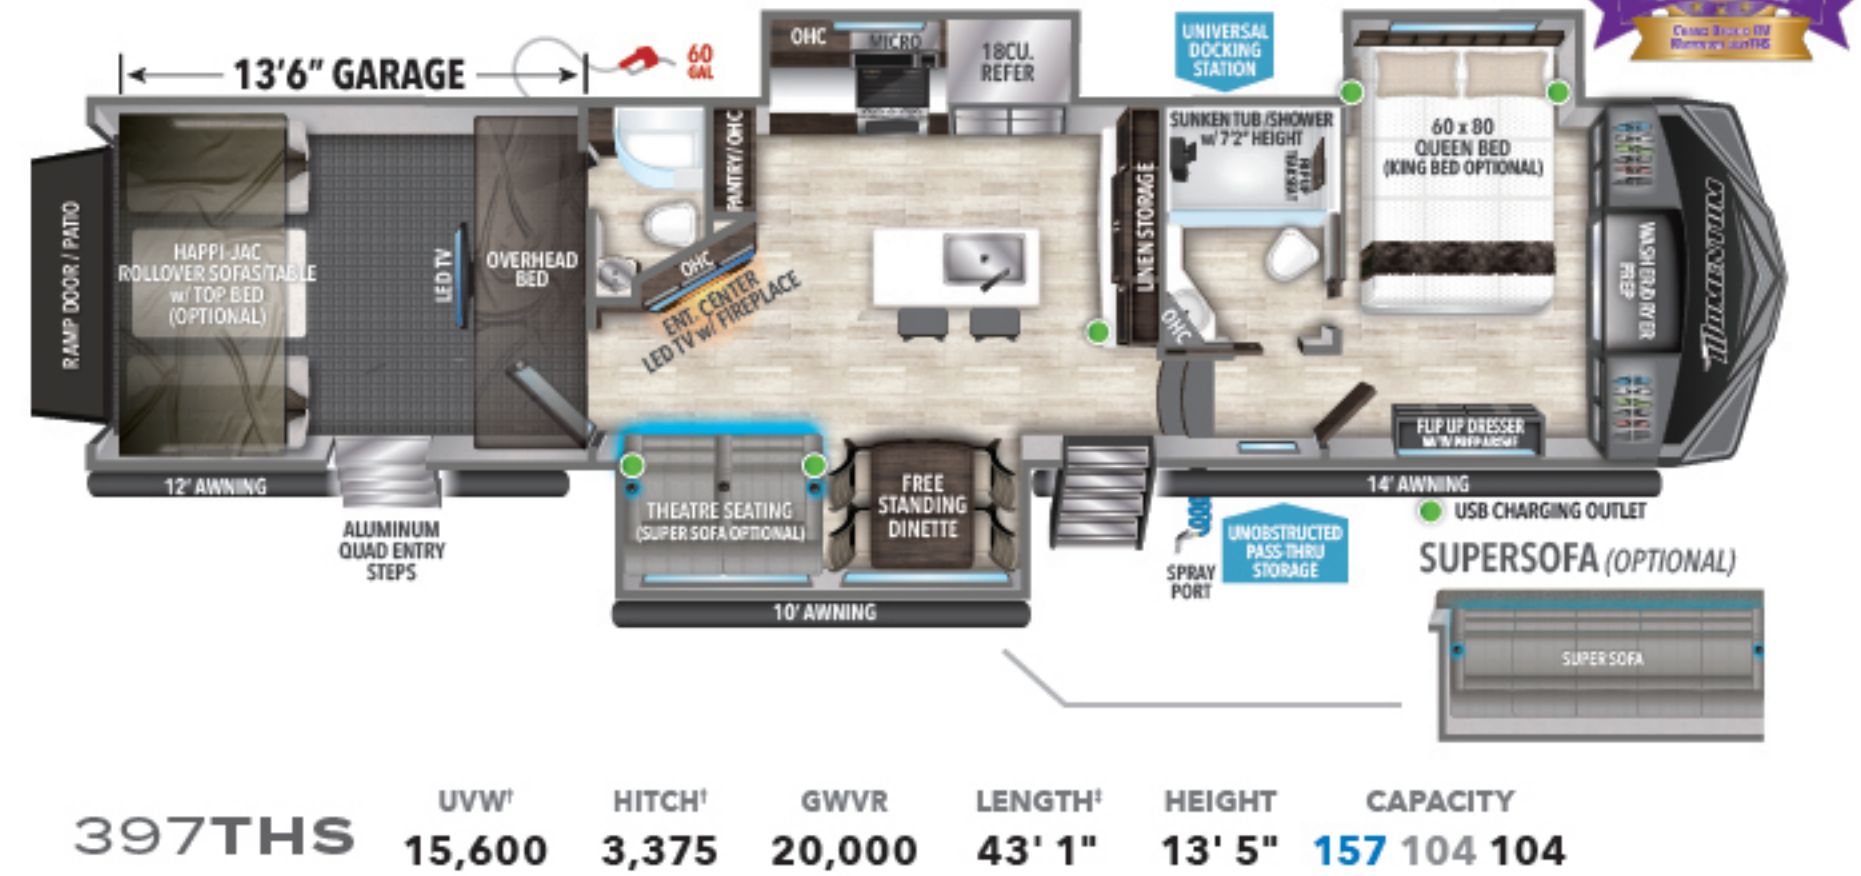 13'6" GARAGE
60
GAL
OHC
MICRO
18CU.
REFER
UNIVERSAL
DOCKING
STATION
RAMP DOOR / PATIO
HAPPI-JAC
ROLLOVER SOFAS/TABLE
w/ TOP BED
(OPTIONAL)
LED TV
OVERHEAD
BED
PANTRY/OHC
OHC
ENT. CENTER
LED TV w/ FIREPLACE
LINEN STORAGE
SUNKEN TUB/SHOWER
w/ 7'2" HEIGHT
OHC
60 x 80
QUEEN BED
(KING BED OPTIONAL)
WASHER/DRYER
PREP
MOMENTUM
FLIP UP DRESSER
THEATRE SEATING
(SUPER SOFA OPTIONAL)
FREE
STANDING
DINETTE
12' AWNING
ALUMINUM
QUAD ENTRY
STEPS
10' AWNING
14' AWNING
USB CHARGING OUTLET
SPRAY
PORT
UNOBSTRUCTED
PASS-THRU
STORAGE
SUPERSOFA (OPTIONAL)
SUPER SOFA
397THS
UVW† HITCH† GWVR LENGTH‡ HEIGHT CAPACITY
15,600 3,375 20,000 43' 1" 13' 5" 157 104 104